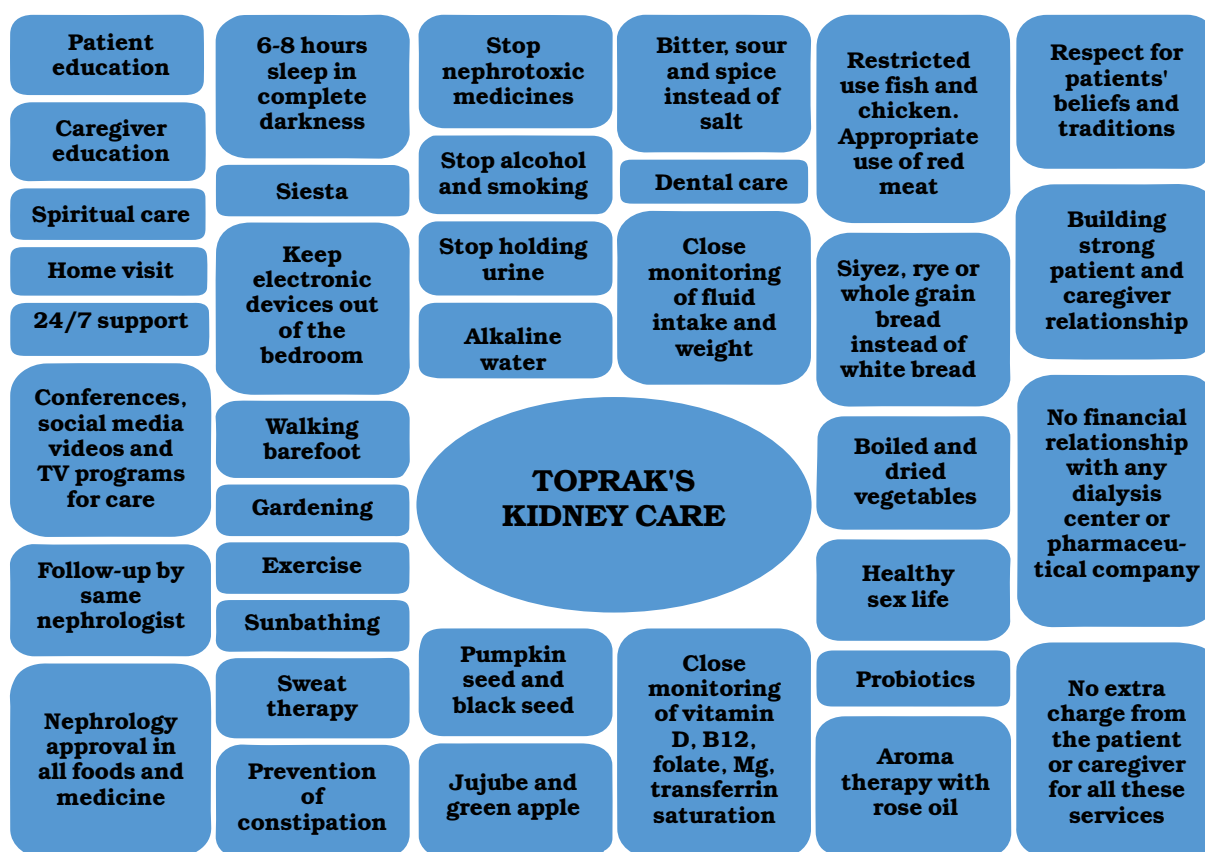 Patient
education
Caregiver
education
Spiritual care
Home visit
24/7 support
Conferences,
social media
videos and
TV programs
for care
Follow-up by
same
nephrologist
Nephrology
approval in
all foods and
medicine
6-8 hours
sleep in
complete
darkness
Siesta
Keep
electronic
devices out
of the
bedroom
Walking
barefoot
Gardening
Exercise
Sunbathing
Sweat
therapy
Prevention
of
constipation
Stop
nephrotoxic
medicines
Stop alcohol
and smoking
Stop holding
urine
Alkaline
water
Bitter, sour
and spice
instead of
salt
Dental care
Close
monitoring
of fluid
intake and
weight
TOPRAK'S
KIDNEY CARE
Pumpkin
seed and
black seed
Jujube and
green apple
Close
monitoring
of vitamin
D, B12,
folate, Mg,
transferrin
saturation
Restricted
use fish and
chicken.
Appropriate
use of red
meat
Siyez, rye or
whole grain
bread
instead of
white bread
Boiled and
dried
vegetables
Healthy
sex life
Probiotics
Aroma
therapy with
rose oil
Respect for
patients'
beliefs and
traditions
Building
strong
patient and
caregiver
relationship
No financial
relationship
with any
dialysis
center or
pharmaceu-
tical company
No extra
charge from
the patient
or caregiver
for all these
services